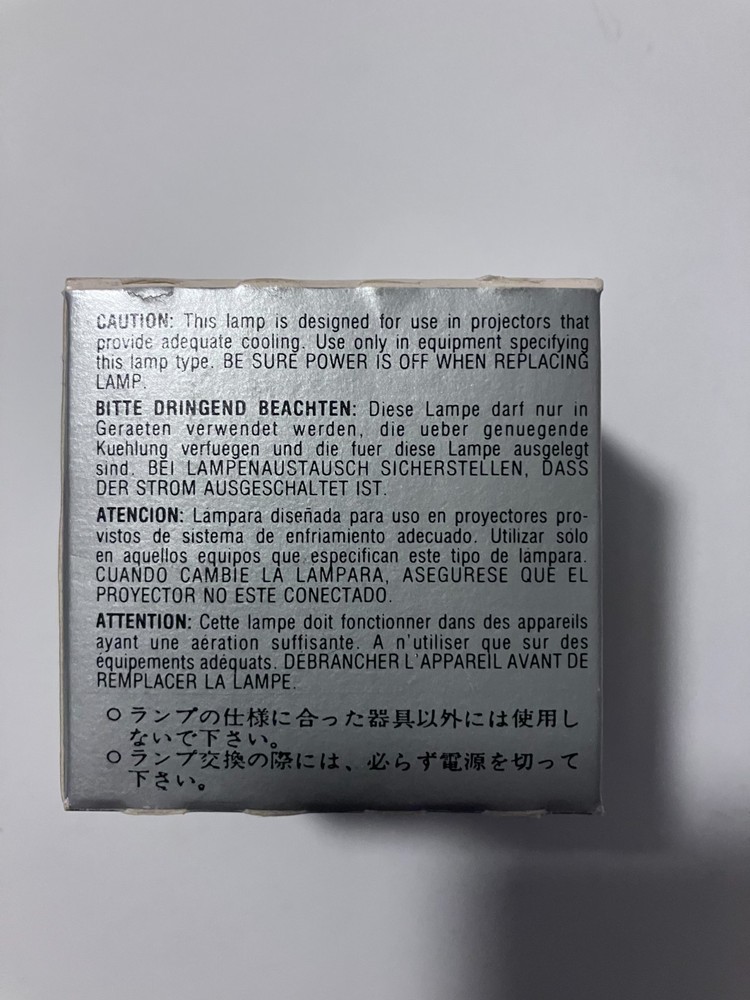 CAUTION: This lamp is designed for use in projectors that
provide adequate cooling. Use only in equipment specifying
this lamp type. BE SURE POWER IS OFF WHEN REPLACING
LAMP.
BITTE DRINGEND BEACHTEN: Diese Lampe darf nur in
Geraeten verwendet werden, die ueber genuegende
Kuehlung verfuegen und die fuer diese Lampe ausgelegt
sind. BEI LAMPENAUSTAUSCH SICHERSTELLEN, DASS
DER STROM AUSGESCHALTET IST.
ATENCION: Lámpara diseñada para uso en proyectores pro-
vistos de sistema de enfriamiento adecuado. Utilizar sólo
en aquellos equipos que especifican este tipo de lámpara.
CUANDO CAMBIE LA LAMPARA, ASEGURESE QUE EL
PROYECTOR NO ESTE CONECTADO.
ATTENTION: Cette lampe doit fonctionner dans des appareils
ayant une aération suffisante. A n'utiliser que sur des
équipements adéquats. DEBRANCHER L'APPAREIL AVANT DE
REMPLACER LA LAMPE.
○ランプの仕様に合った器具以外には使用し
ないで下さい。
○ランプ交換の際には、必らず電源を切って
下さい。